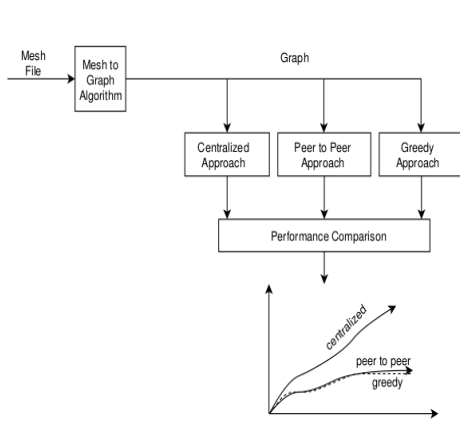 Mesh
File
Mesh to
Graph
Algorithm
Graph
Centralized
Approach
Peer to Peer
Approach
Greedy
Approach
Performance Comparison
centralized
peer to peer
greedy